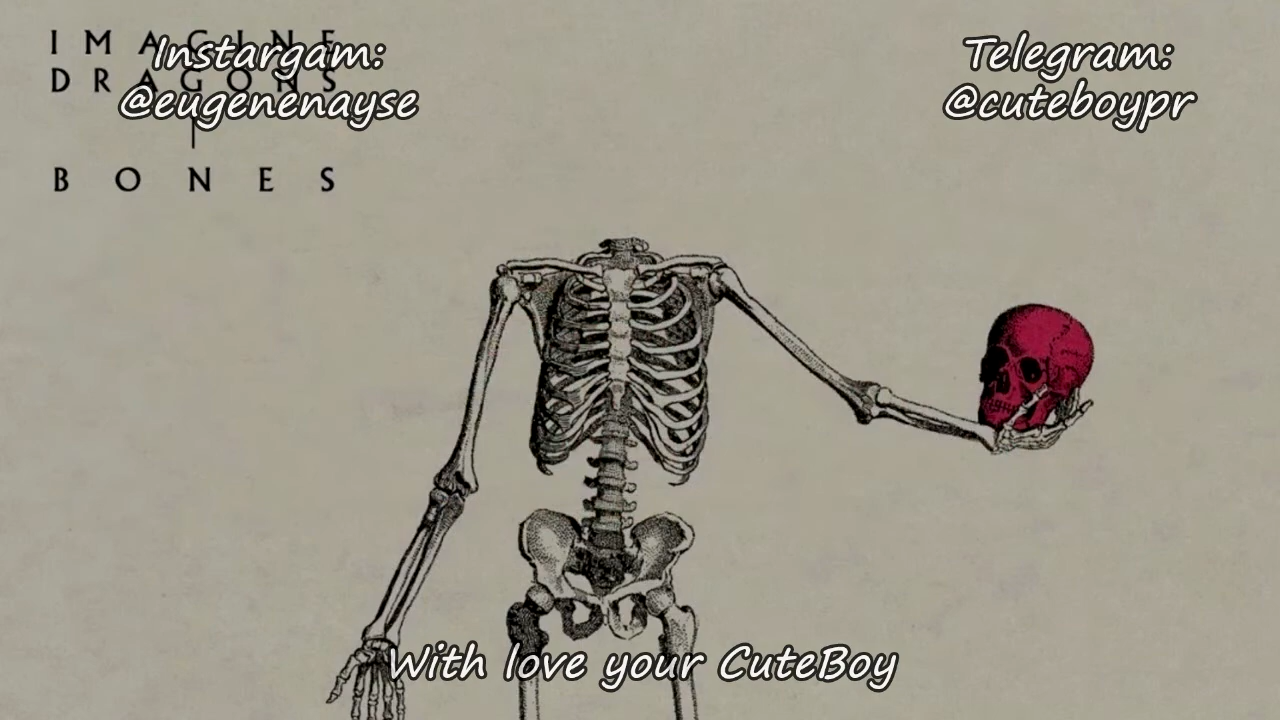 IMAGINE
DRAGONS
BONES
Instargam:
@eugenenayse
Telegram:
@cuteboypr
With love your CuteBoy